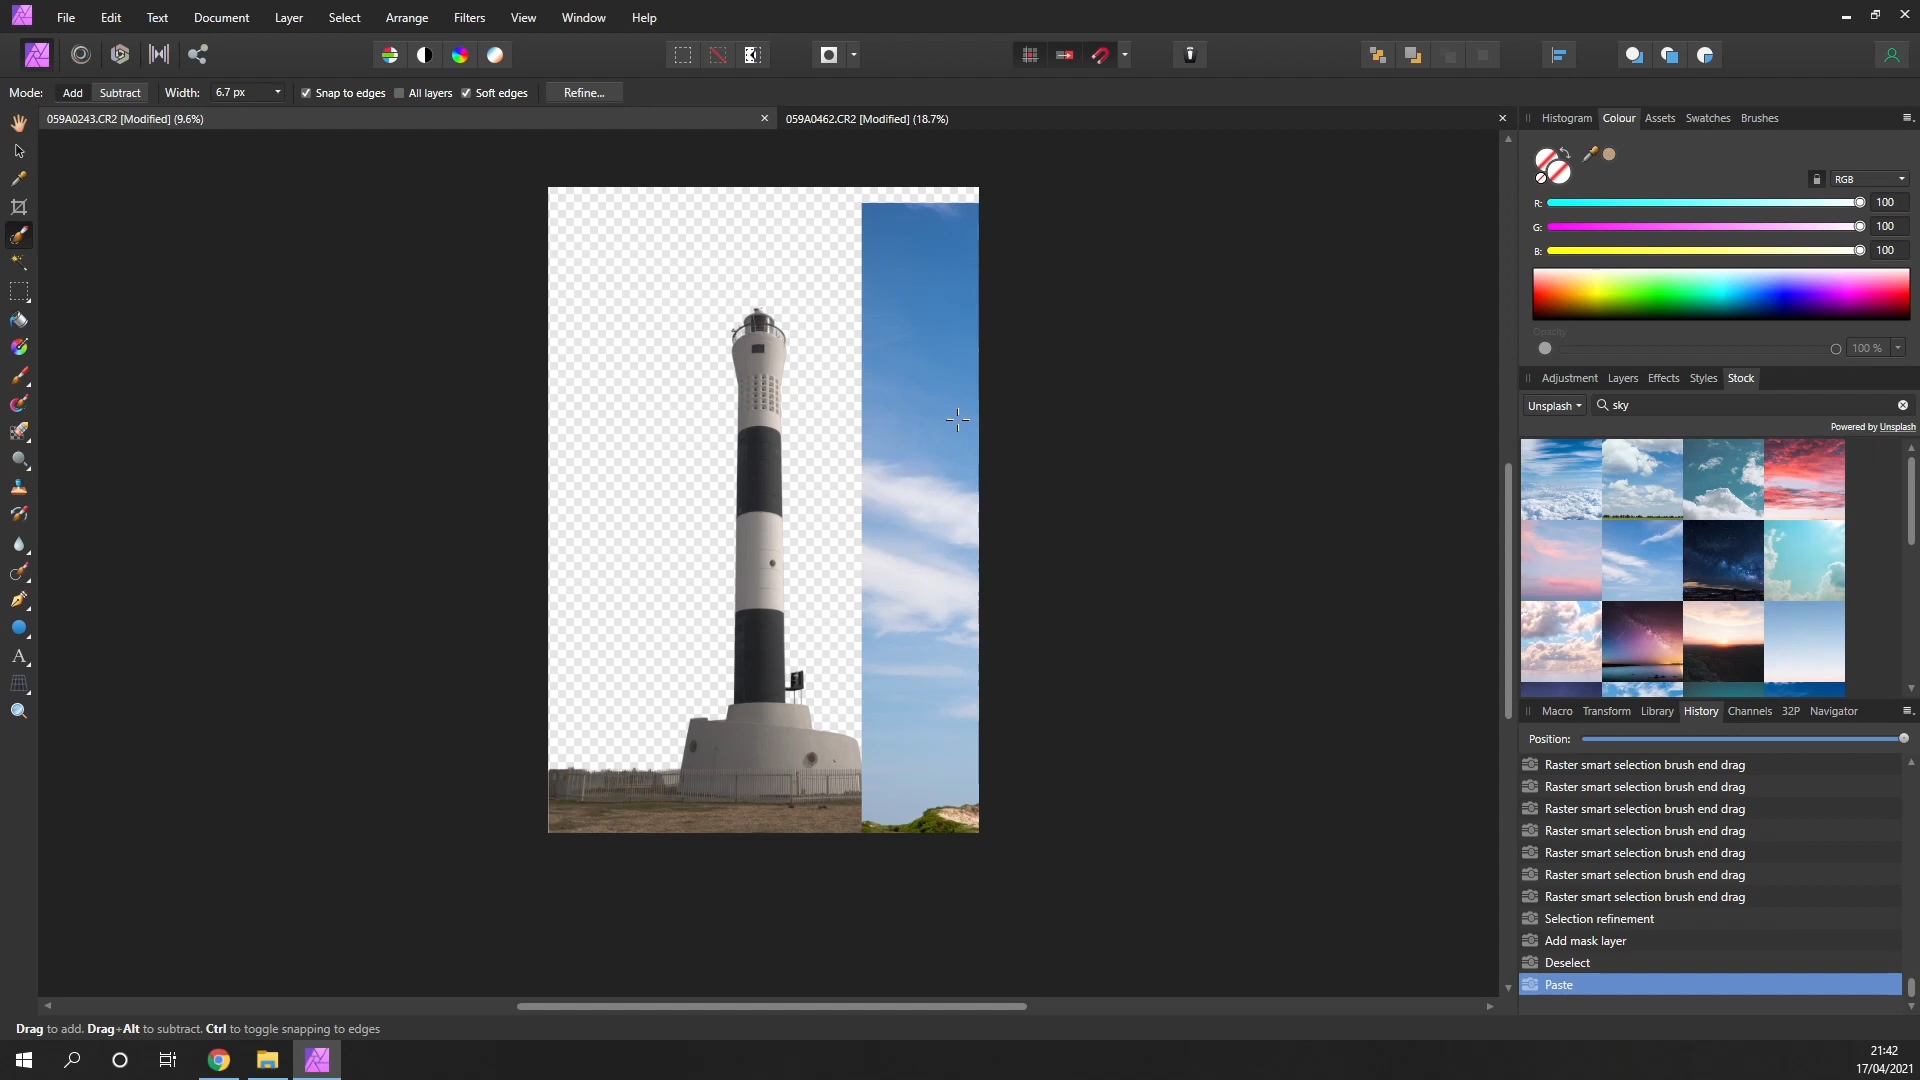 File Edit Text Document Layer Select Arrange Filters View Window Help
Mode: Add Subtract Width: 6.7 px Snap to edges All layers Soft edges Refine...
059A0243.CR2 [Modified] (9.6%)
059A0462.CR2 [Modified] (18.7%)
Histogram Colour Assets Swatches Brushes
RGB
R: 100
G: 100
B: 100
Opacity
100 %
Adjustment Layers Effects Styles Stock
Unsplash sky
Powered by Unsplash
Macro Transform Library History Channels 32P Navigator
Position:
Raster smart selection brush end drag
Raster smart selection brush end drag
Raster smart selection brush end drag
Raster smart selection brush end drag
Raster smart selection brush end drag
Raster smart selection brush end drag
Raster smart selection brush end drag
Selection refinement
Add mask layer
Deselect
Paste
Drag to add. Drag+Alt to subtract. Ctrl to toggle snapping to edges
21:42
17/04/2021